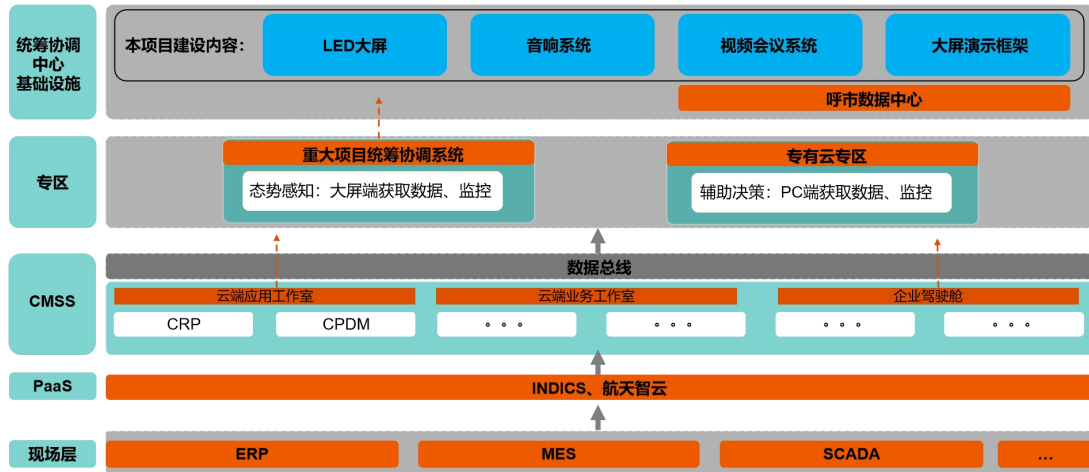 统筹协调
中心
基础设施
本项目建设内容：
LED大屏
音响系统
视频会议系统
大屏演示框架
呼市数据中心
专区
重大项目统筹协调系统
态势感知：大屏端获取数据、监控
专有云专区
辅助决策：PC端获取数据、监控
CMSS
数据总线
云端应用工作室
云端业务工作室
企业驾驶舱
CRP
CPDM
。。。
。。。
。。。
。。。
PaaS
INDICS、航天智云
现场层
ERP
MES
SCADA
...